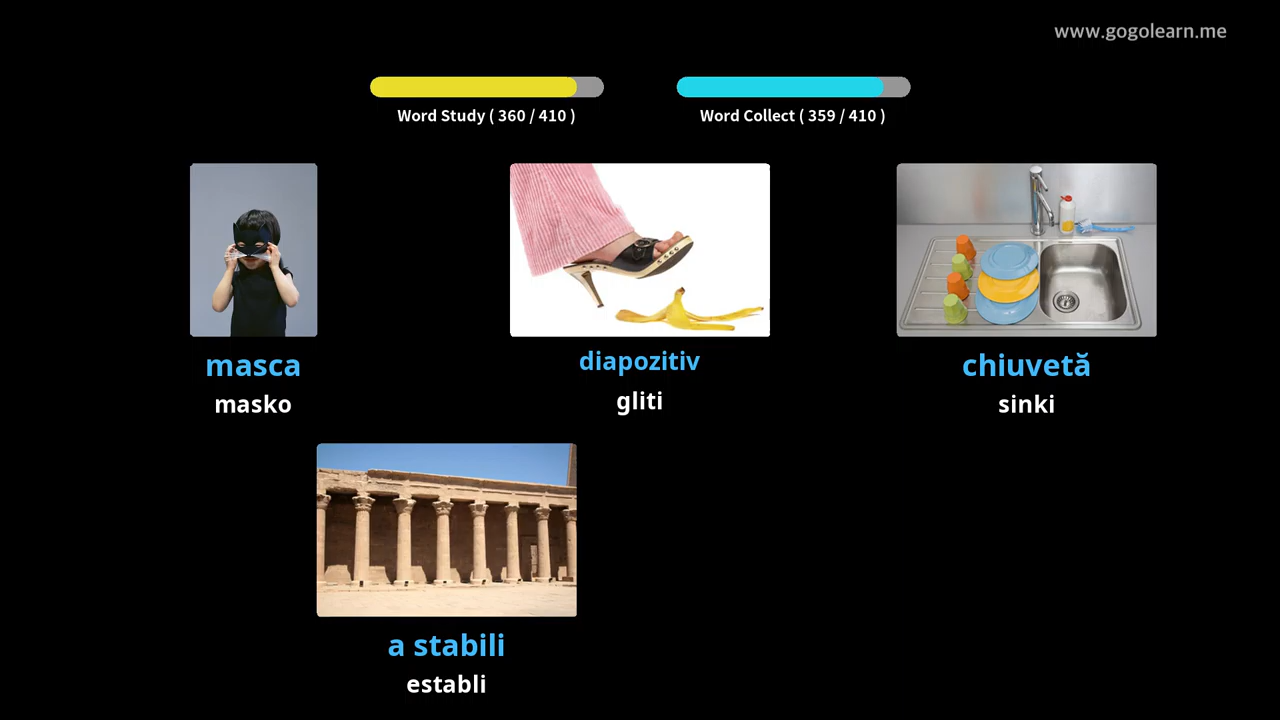 www.gogolearn.me
Word Study ( 360 / 410 )
Word Collect ( 359 / 410 )
masca
masko
diapozitiv
gliti
chiuvetă
sinki
a stabili
establi